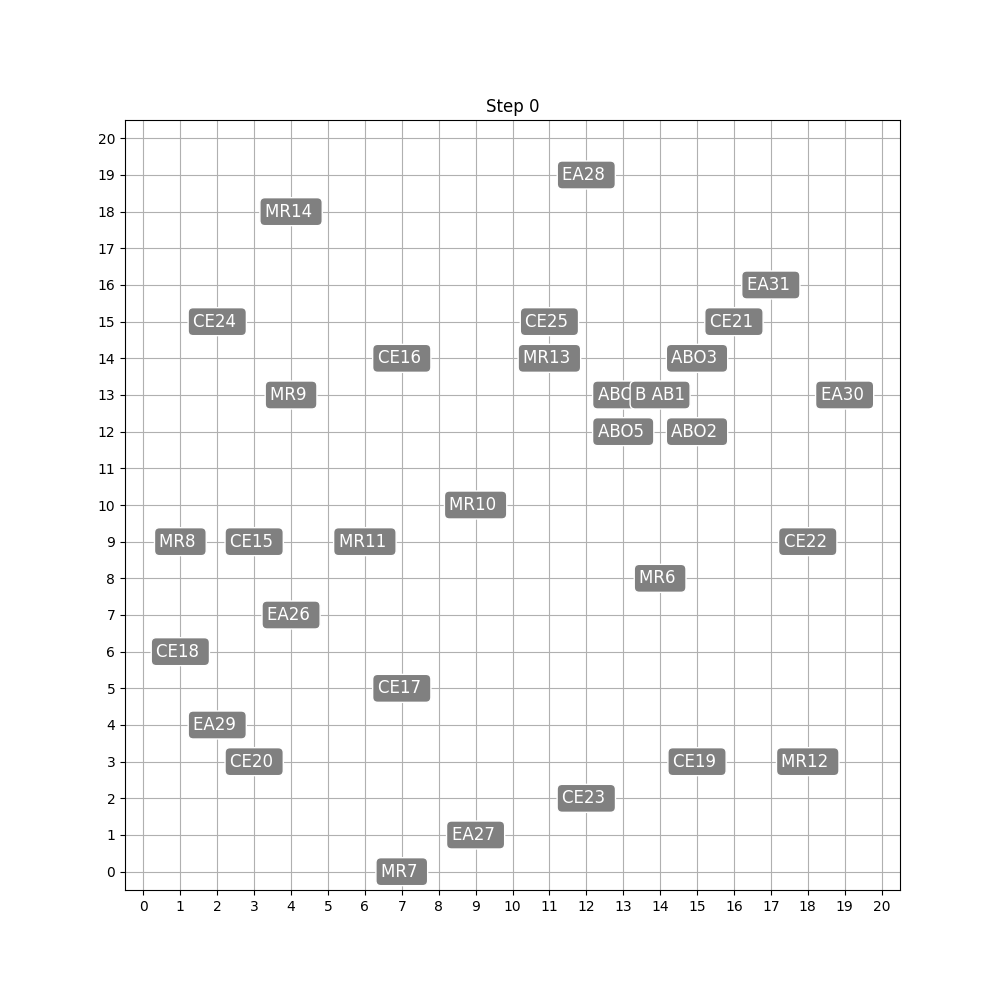 Step 0
20
19 EA28
18 MR14
17
16 EA31
15 CE24 CE25 CE21
14 CE16 MR13 ABO3
13 MR9 B AB1 EA30
12 ABO5 ABO2
11
10 MR10
9 MR8 CE15 MR11 CE22
8 MR6
7 EA26
6 CE18
5 CE17
4 EA29
3 CE20 CE19 MR12
2 CE23
1 EA27
0 MR7
0 1 2 3 4 5 6 7 8 9 10 11 12 13 14 15 16 17 18 19 20